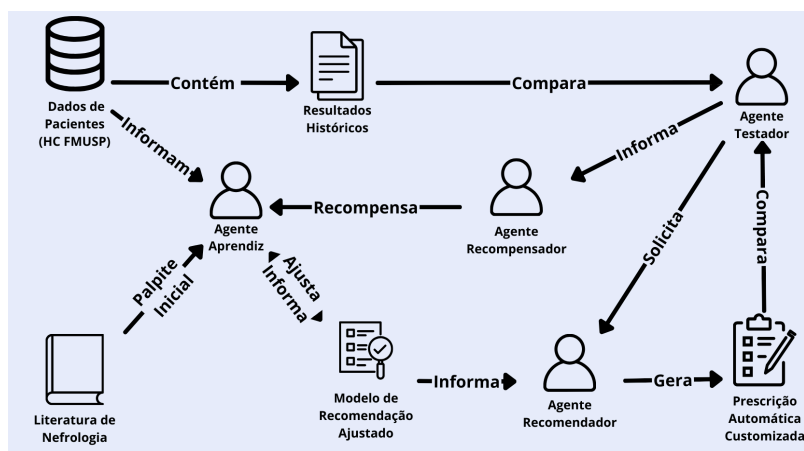 Contém
Compara
Dados de
Pacientes
(HC FMUSP)
Resultados
Históricos
Agente
Testador
Informam
Informa
Recompensa
Agente
Aprendiz
Agente
Recompensador
Solicita
Compara
Palpite
Inicial
Ajusta
Informa
Informa
Gera
Literatura de
Nefrologia
Modelo de
Recomendação
Ajustado
Agente
Recomendador
Prescrição
Automática
Customizada